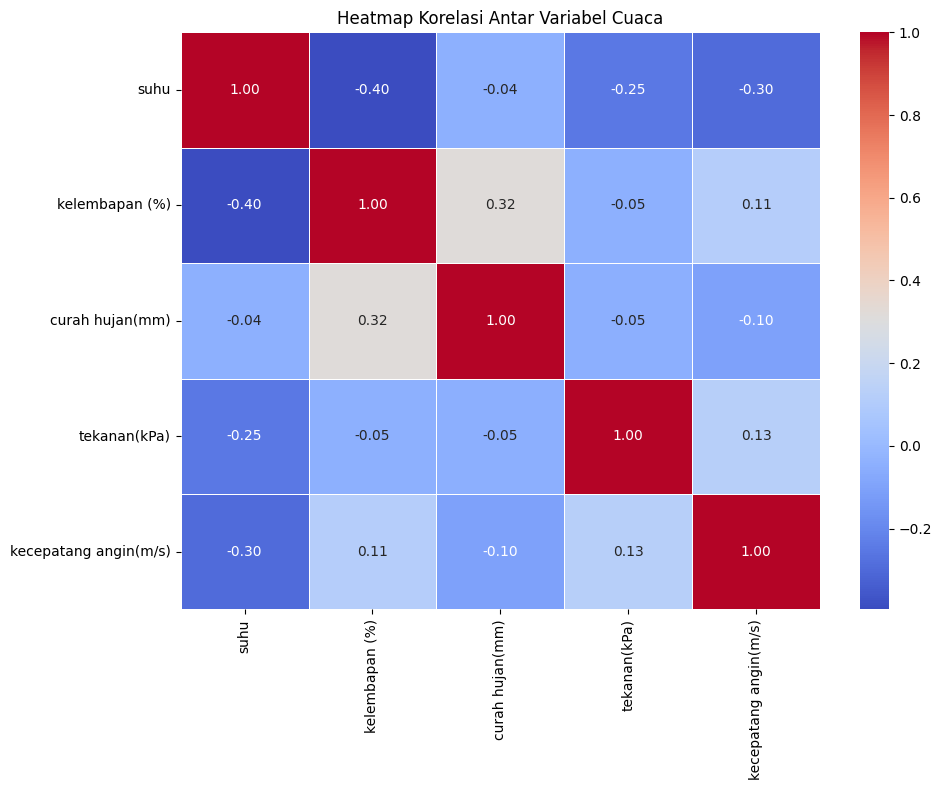 Heatmap Korelasi Antar Variabel Cuaca
suhu 1.00 -0.40 -0.04 -0.25 -0.30
kelembapan (%) -0.40 1.00 0.32 -0.05 0.11
curah hujan(mm) -0.04 0.32 1.00 -0.05 -0.10
tekanan(kPa) -0.25 -0.05 -0.05 1.00 0.13
kecepatang angin(m/s) -0.30 0.11 -0.10 0.13 1.00
suhu
kelembapan (%)
curah hujan(mm)
tekanan(kPa)
kecepatang angin(m/s)
1.0
0.8
0.6
0.4
0.2
0.0
−0.2